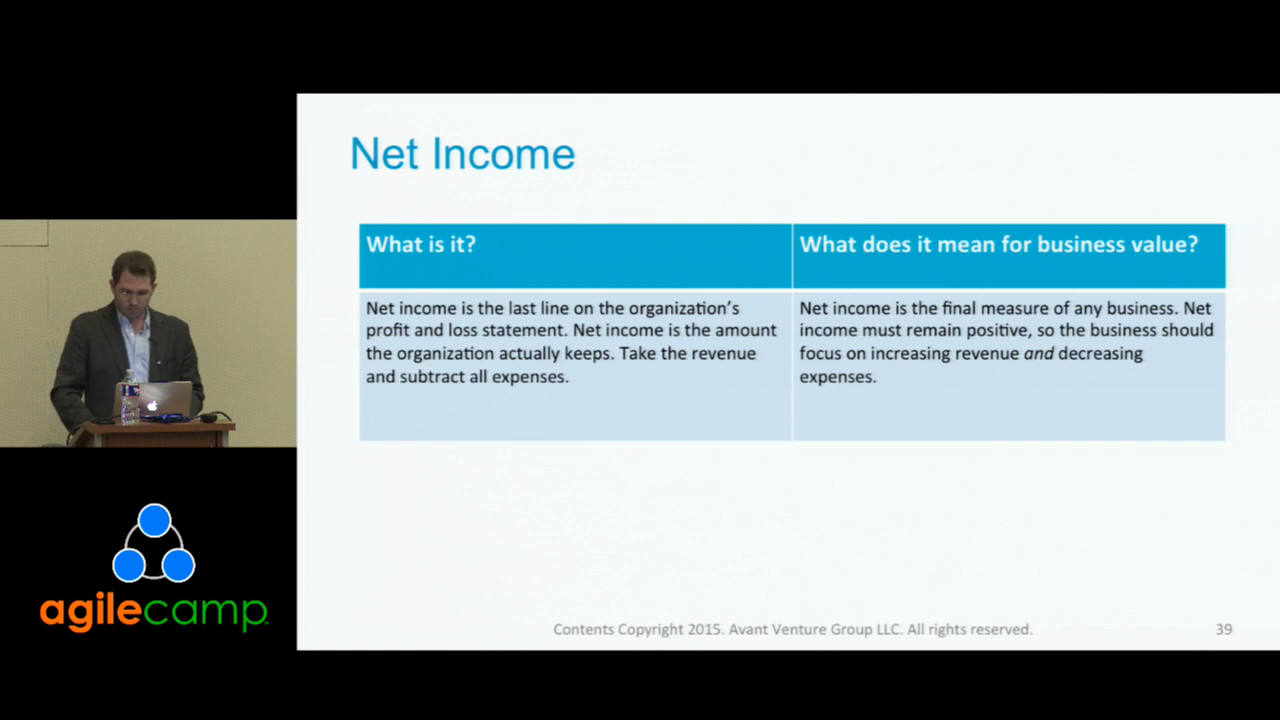 Net Income
What is it?
What does it mean for business value?
Net income is the last line on the organization's
profit and loss statement. Net income is the amount
the organization actually keeps. Take the revenue
and subtract all expenses.
Net income is the final measure of any business. Net
income must remain positive, so the business should
focus on increasing revenue and decreasing
expenses.
agilecamp
Contents Copyright 2015. Avant Venture Group LLC. All rights reserved.
39